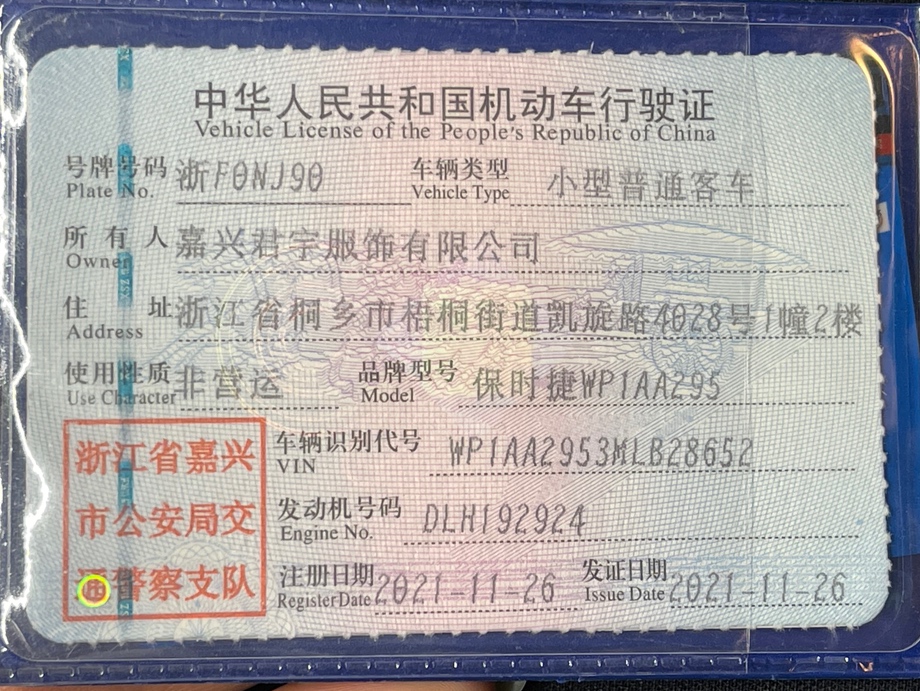 中华人民共和国机动车行驶证
Vehicle License of the People's Republic of China
号牌号码 浙F0NJ90 车辆类型 小型普通客车
Plate No. Vehicle Type
所有人 嘉兴君宇服饰有限公司
Owner
住址 浙江省桐乡市梧桐街道凯旋路4028号1幢2楼
Address
使用性质 非营运 品牌型号 保时捷WP1AA295
Use Character Model
浙江省嘉兴
市公安局交
通警察支队
车辆识别代号 WP1AA2953MLB28652
VIN
发动机号码 DLH192924
Engine No.
注册日期 2021-11-26 发证日期 2021-11-26
Register Date Issue Date